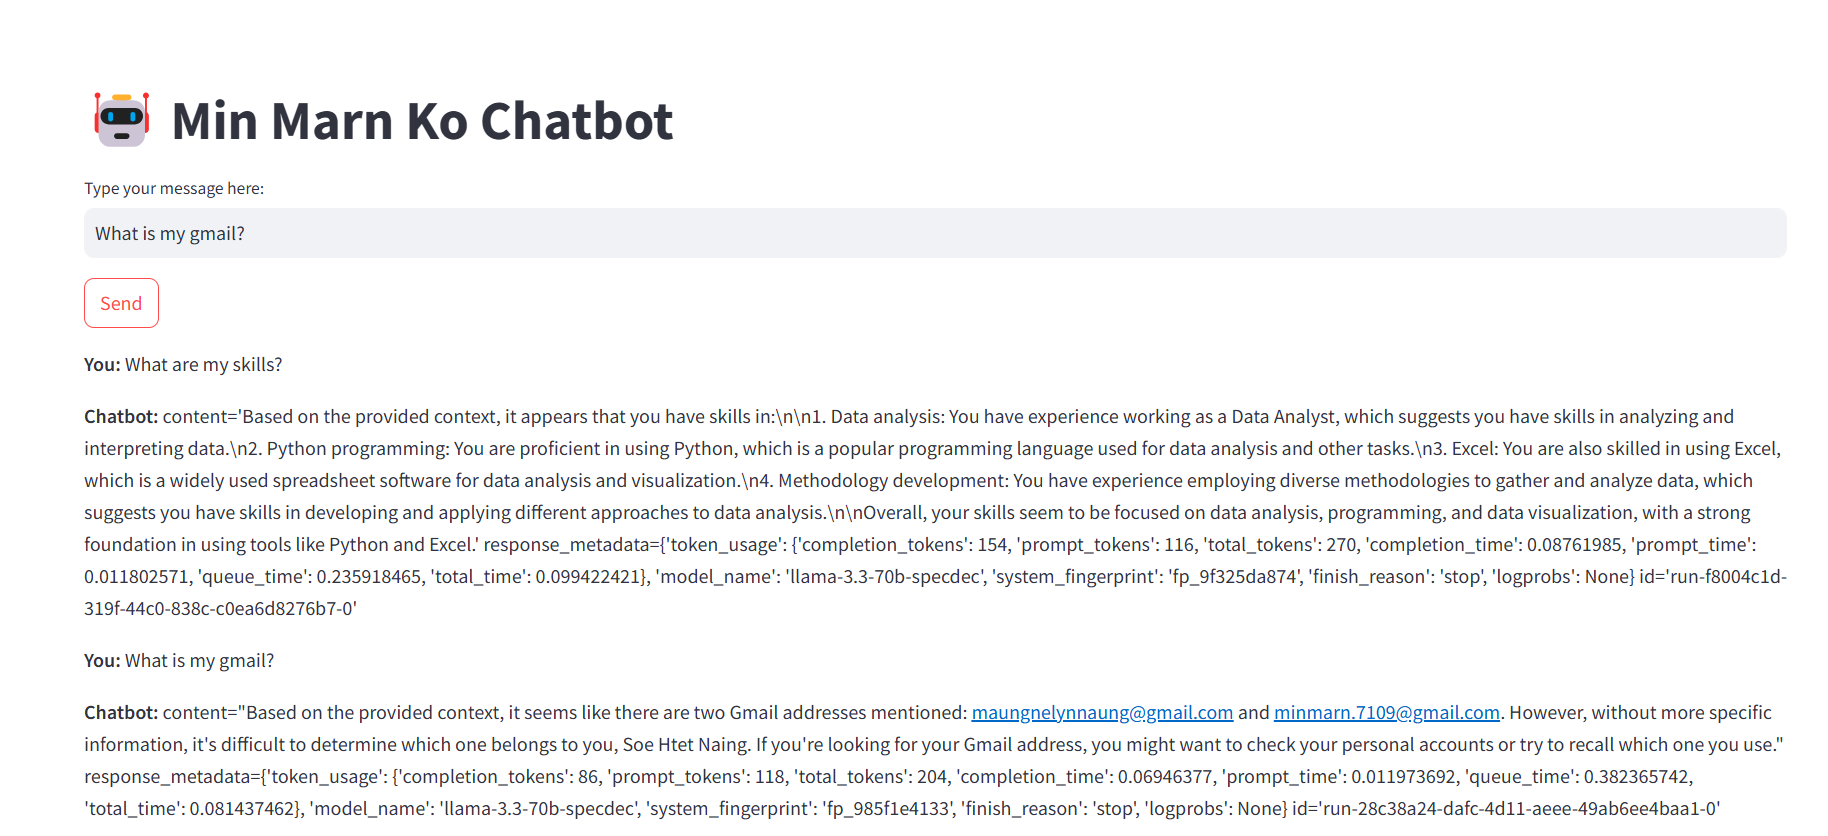 Min Marn Ko Chatbot
Type your message here:
What is my gmail?
Send
You: What are my skills?
Chatbot: content='Based on the provided context, it appears that you have skills in:\n\n1. Data analysis: You have experience working as a Data Analyst, which suggests you have skills in analyzing and
interpreting data.\n2. Python programming: You are proficient in using Python, which is a popular programming language used for data analysis and other tasks.\n3. Excel: You are also skilled in using Excel,
which is a widely used spreadsheet software for data analysis and visualization.\n4. Methodology development: You have experience employing diverse methodologies to gather and analyze data, which
suggests you have skills in developing and applying different approaches to data analysis.\n\nOverall, your skills seem to be focused on data analysis, programming, and data visualization, with a strong
foundation in using tools like Python and Excel.' response_metadata={'token_usage': {'completion_tokens': 154, 'prompt_tokens': 116, 'total_tokens': 270, 'completion_time': 0.08761985, 'prompt_time':
0.011802571, 'queue_time': 0.235918465, 'total_time': 0.099422421}, 'model_name': 'llama-3.3-70b-specdec', 'system_fingerprint': 'fp_9f325da874', 'finish_reason': 'stop', 'logprobs': None} id='run-f8004c1d-
319f-44c0-838c-c0ea6d8276b7-0'
You: What is my gmail?
Chatbot: content="Based on the provided context, it seems like there are two Gmail addresses mentioned: maungnelynnaung@gmail.com and minmarn.7109@gmail.com. However, without more specific
information, it's difficult to determine which one belongs to you, Soe Htet Naing. If you're looking for your Gmail address, you might want to check your personal accounts or try to recall which one you use."
response_metadata={'token_usage': {'completion_tokens': 86, 'prompt_tokens': 118, 'total_tokens': 204, 'completion_time': 0.06946377, 'prompt_time': 0.011973692, 'queue_time': 0.382365742,
'total_time': 0.081437462}, 'model_name': 'llama-3.3-70b-specdec', 'system_fingerprint': 'fp_985f1e4133', 'finish_reason': 'stop', 'logprobs': None} id='run-28c38a24-dafc-4d11-aeee-49ab6ee4baa1-0'